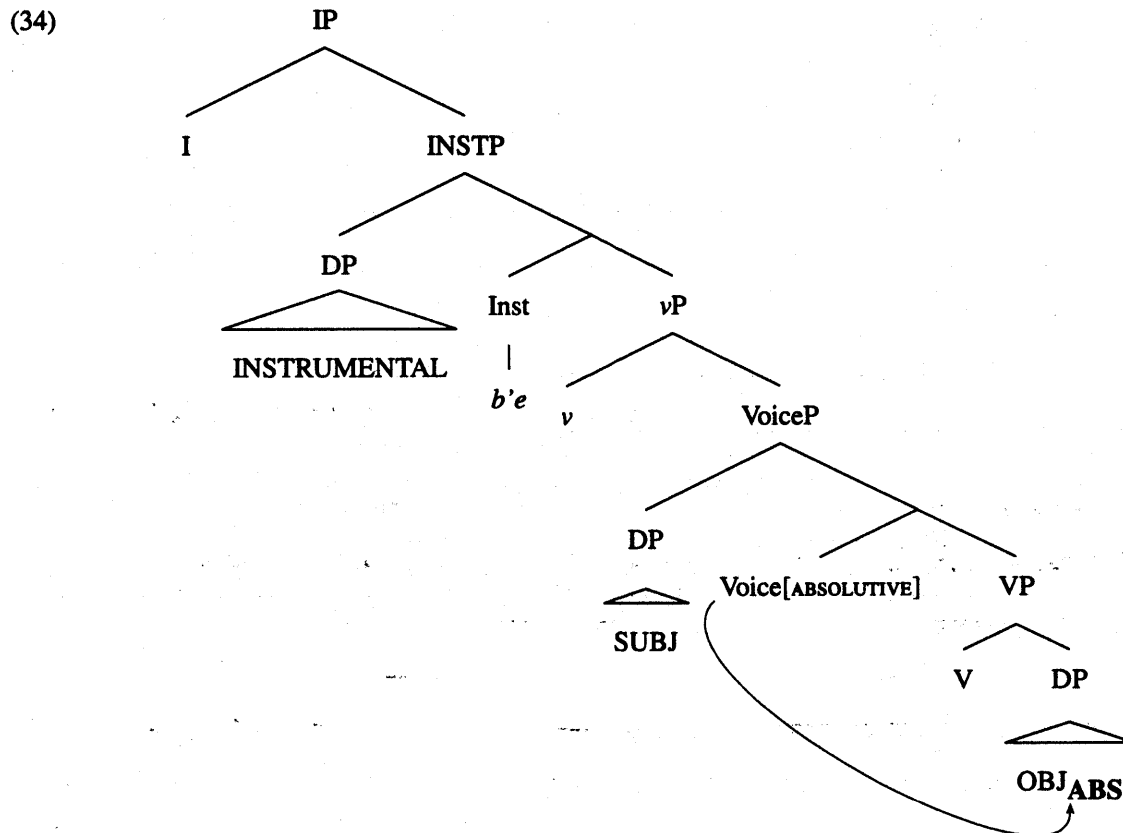 (34)
IP
I INSTP
DP
Inst vP
INSTRUMENTAL
b'e v VoiceP
DP
Voice[ABSOLUTIVE] VP
SUBJ
V DP
OBJABS